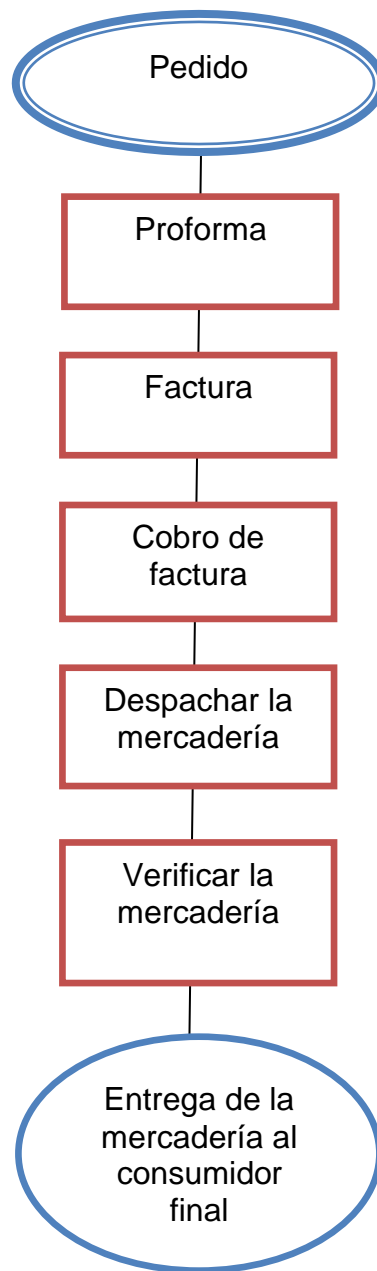 Pedido
Proforma
Factura
Cobro de
factura
Despachar la
mercadería
Verificar la
mercadería
Entrega de la
mercadería al
consumidor
final